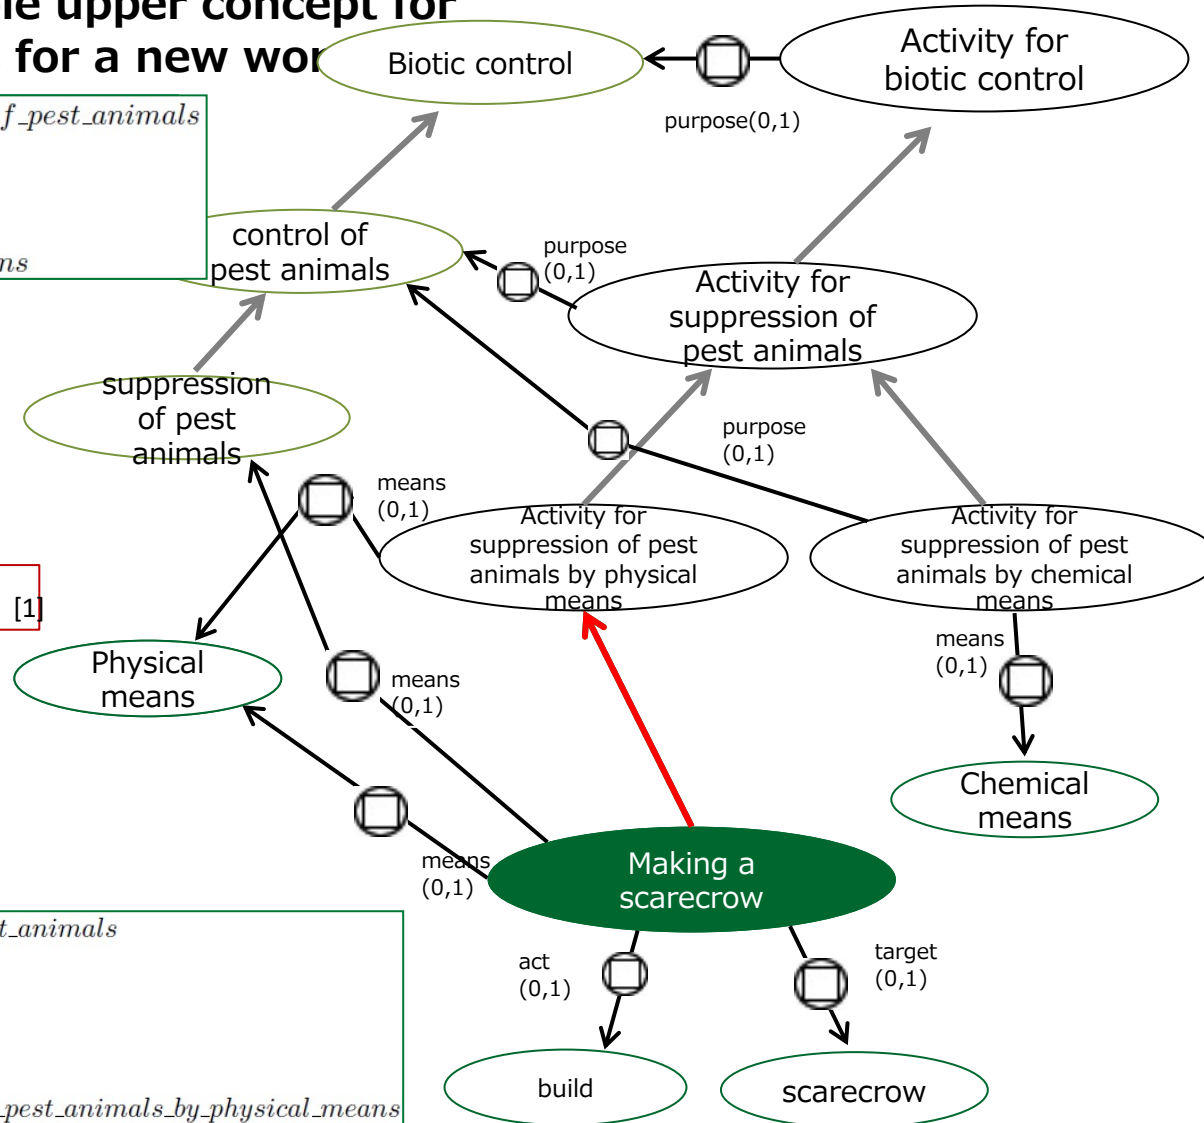 upper concept for
for a new
Biotic control
Activity for
biotic control
purpose(0,1)
f_pest_animals
control of
pest animals
purpose
(0,1)
Activity for
suppression of
pest animals
suppression
of pest
animals
purpose
(0,1)
means
(0,1)
Activity for
suppression of pest
animals by physical
means
Activity for
suppression of pest
animals by chemical
means
[1]
Physical
means
means
(0,1)
means
(0,1)
Chemical
means
Making a
scarecrow
means
(0,1)
t_animals
act
(0,1)
target
(0,1)
build
scarecrow
_pest_animals_by_physical_means